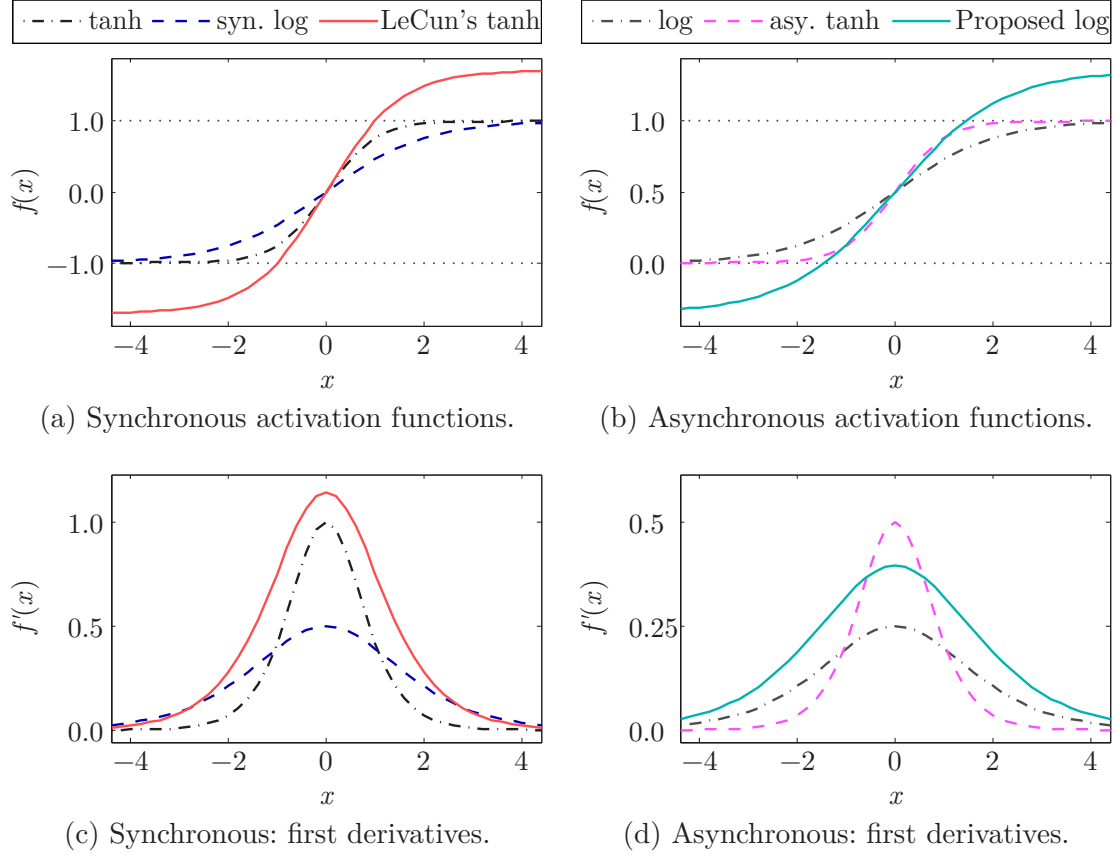 tanh syn. log LeCun's tanh
log asy. tanh Proposed log
1.0
0.0
−1.0
f(x)
−4 −2 0 2 4
x
(a) Synchronous activation functions.
1.0
0.5
0.0
f(x)
−4 −2 0 2 4
x
(b) Asynchronous activation functions.
1.0
0.5
0.0
f'(x)
−4 −2 0 2 4
x
(c) Synchronous: first derivatives.
0.5
0.25
0.0
f'(x)
−4 −2 0 2 4
x
(d) Asynchronous: first derivatives.